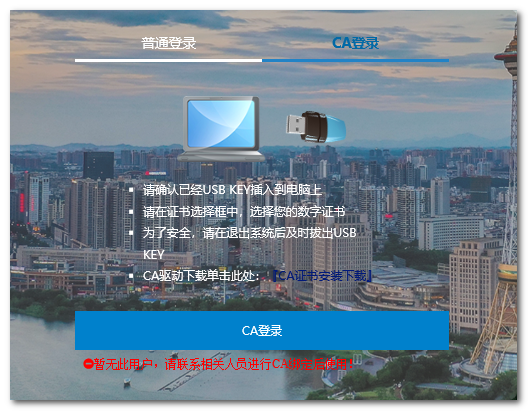 普通登录
CA登录
请确认已经USB KEY插入到电脑上
请在证书选择框中，选择您的数字证书
为了安全，请在退出系统后及时拔出USB
KEY
CA驱动下载单击此处：『CA证书安装下载』
CA登录
暂无此用户，请联系相关人员进行CA绑定